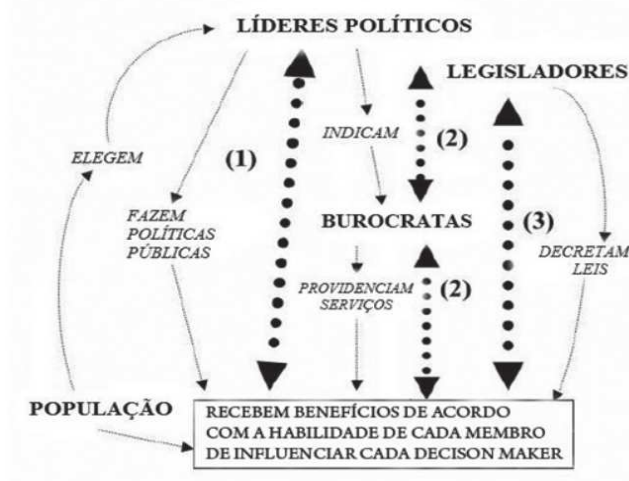 LÍDERES POLÍTICOS
LEGISLADORES
INDICAM
(1)
(2)
ELEGEM
FAZEM
POLÍTICAS
PÚBLICAS
BUROCRATAS
(3)
DECRETAM
LEIS
PROVIDENCIAM
SERVIÇOS
(2)
POPULAÇÃO
RECEBEM BENEFÍCIOS DE ACORDO
COM A HABILIDADE DE CADA MEMBRO
DE INFLUENCIAR CADA DECISON MAKER